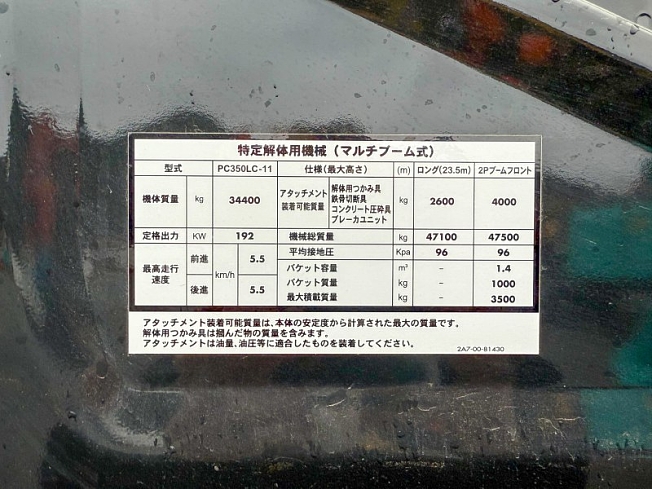 特定解体用機械（マルチブーム式）
型式 PC350LC-11 仕様（最大高さ） (m) ロング(23.5m) 2Pブームフロント
機体質量 kg 34400 アタッチメント装着可能質量 解体用つかみ具 鉄骨切断具 コンクリート圧砕具 ブレーカユニット kg 2600 4000
定格出力 KW 192 機械総質量 kg 47100 47500
最高走行速度 前進 km/h 5.5 平均接地圧 Kpa 96 96
バケット容量 m³ - 1.4
後進 5.5 バケット質量 kg - 1000
最大積載質量 kg - 3500
アタッチメント装着可能質量は、本体の安定度から計算された最大の質量です。
解体用つかみ具は掴んだ物の質量を含みます。
アタッチメントは油量、油圧等に適合したものを装着してください。
2A7-00-B1430